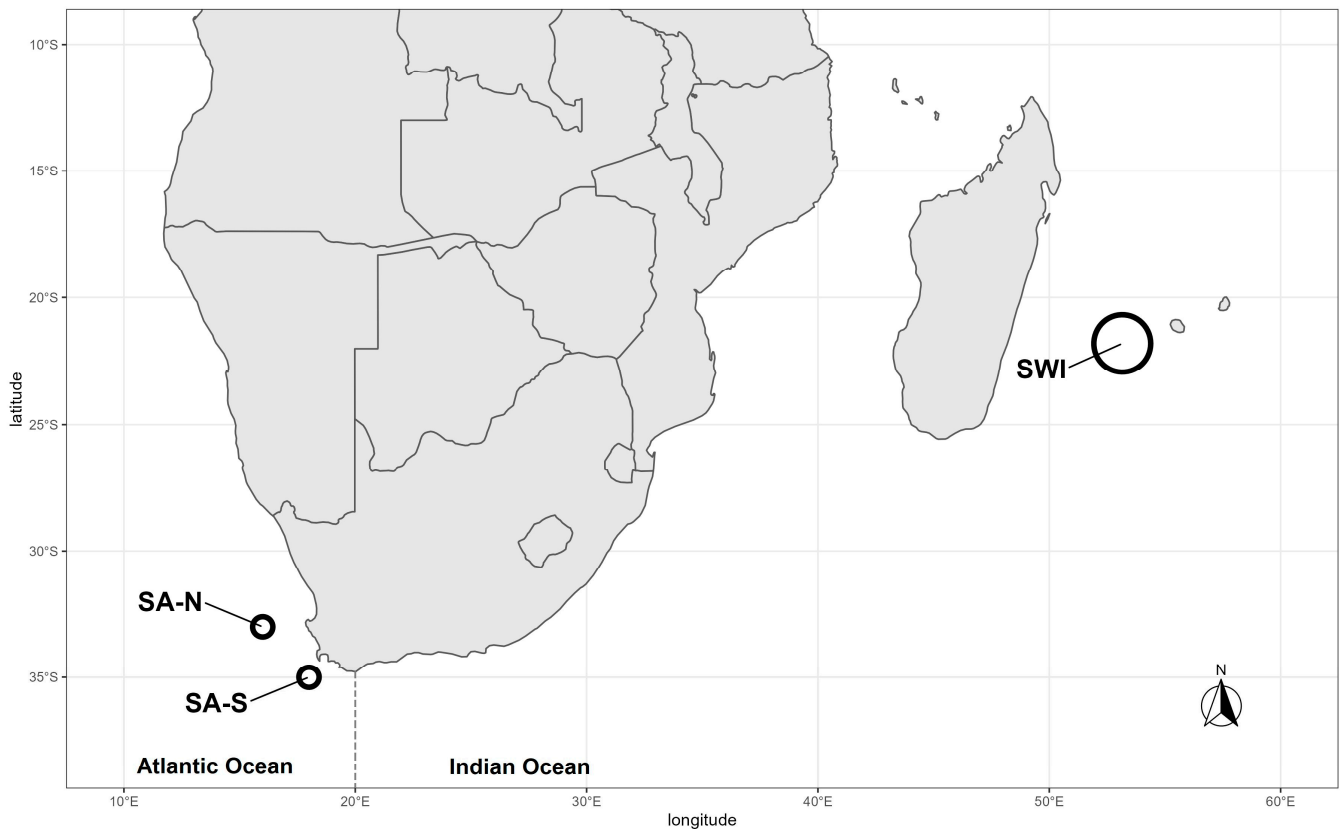 10°S
15°S
20°S
25°S
30°S
35°S
latitude
SWI
SA-N
SA-S
N
Atlantic Ocean
Indian Ocean
10°E
20°E
30°E
40°E
50°E
60°E
longitude